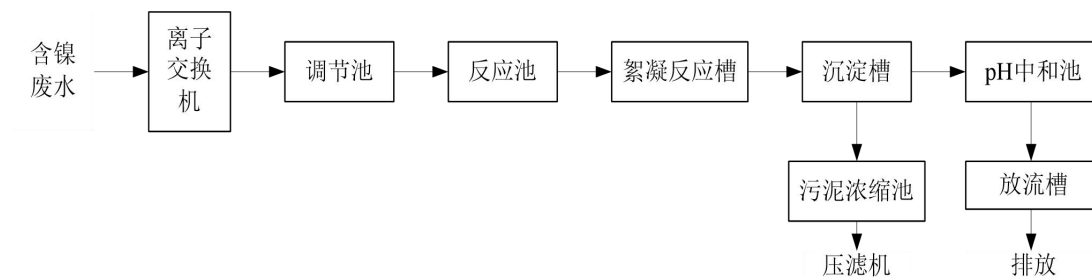 含镍
废水
离子
交换
机
调节池
反应池
絮凝反应槽
沉淀槽
pH中和池
污泥浓缩池
放流槽
压滤机
排放